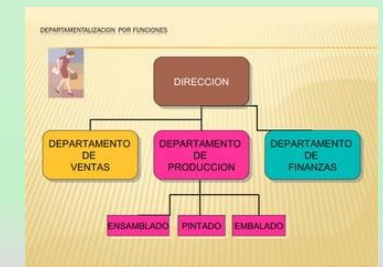 DEPARTAMENTALIZACION POR FUNCIONES
DIRECCION
DEPARTAMENTO
DE
VENTAS
DEPARTAMENTO
DE
PRODUCCION
DEPARTAMENTO
DE
FINANZAS
ENSAMBLADO
PINTADO
EMBALADO